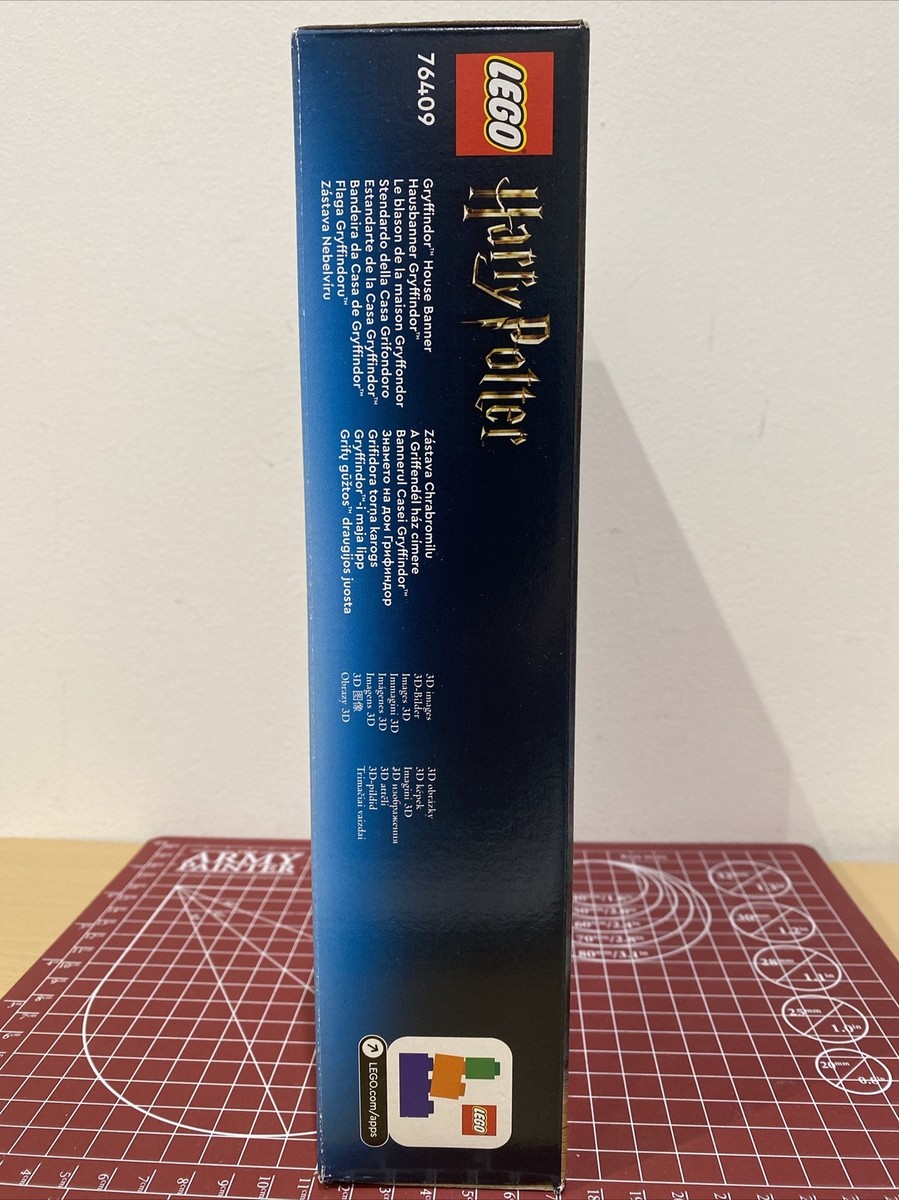 LEGO
76409
Harry Potter
Gryffindor™ House Banner
Hausbanner Gryffindor™
Le blason de la maison Gryffondor
Stendardo della Casa Grifondoro
Estandarte de la Casa Gryffindor™
Bandeira da Casa de Gryffindor™
Flaga Gryffindoru™
Zástava Nebelvíru
Zástava Chrabromilu
A Griffendél ház címere
Bannerul Casei Gryffindor™
Знамето на дом Грифиндор
Grifidora torņa karogs
Gryffindor™-i maja lipp
Grifų gūžtos™ draugijos juosta
3D images
3D-Bilder
Images 3D
Immagini 3D
Imágenes 3D
Imagens 3D
3D 图像
Obrazy 3D
3D obrázky
3D képek
Imagini 3D
3D изображения
3D attēli
3D-pildid
Trimačiai vaizdai
LEGO
LEGO.com/apps
ARMY
PAINTER